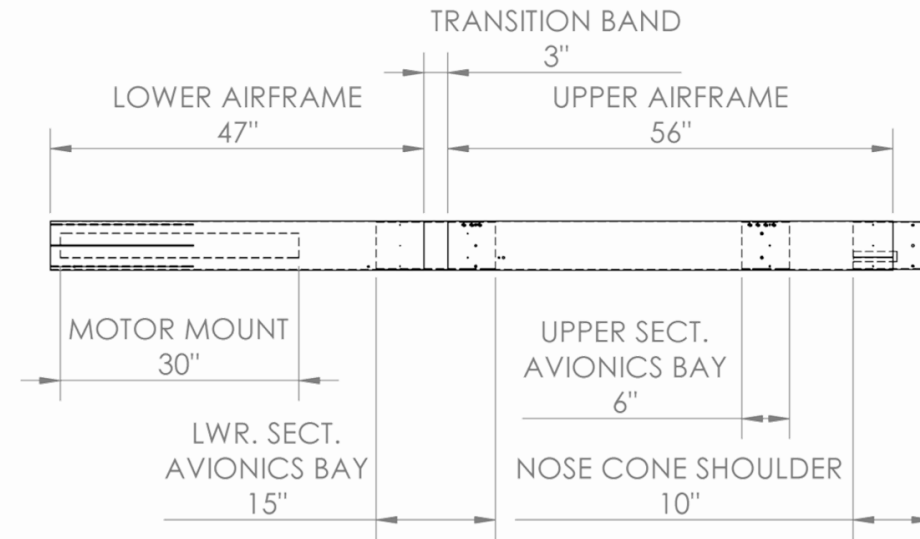 TRANSITION BAND
3"
LOWER AIRFRAME
47"
UPPER AIRFRAME
56"
MOTOR MOUNT
30"
UPPER SECT.
AVIONICS BAY
6"
LWR. SECT.
AVIONICS BAY
15"
NOSE CONE SHOULDER
10"